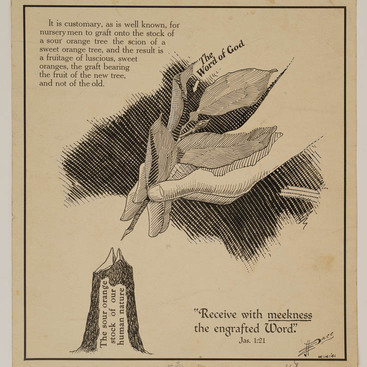 It is customary, as is well known, for
nurserymen to graft onto the stock of
a sour orange tree the scion of a
sweet orange tree, and the result is
a fruitage of luscious, sweet
oranges, the graft bearing
the fruit of the new tree,
and not of the old.
The
Word of God
The sour orange
stock of our
human nature
"Receive with meekness
the engrafted Word."
Jas. 1:21